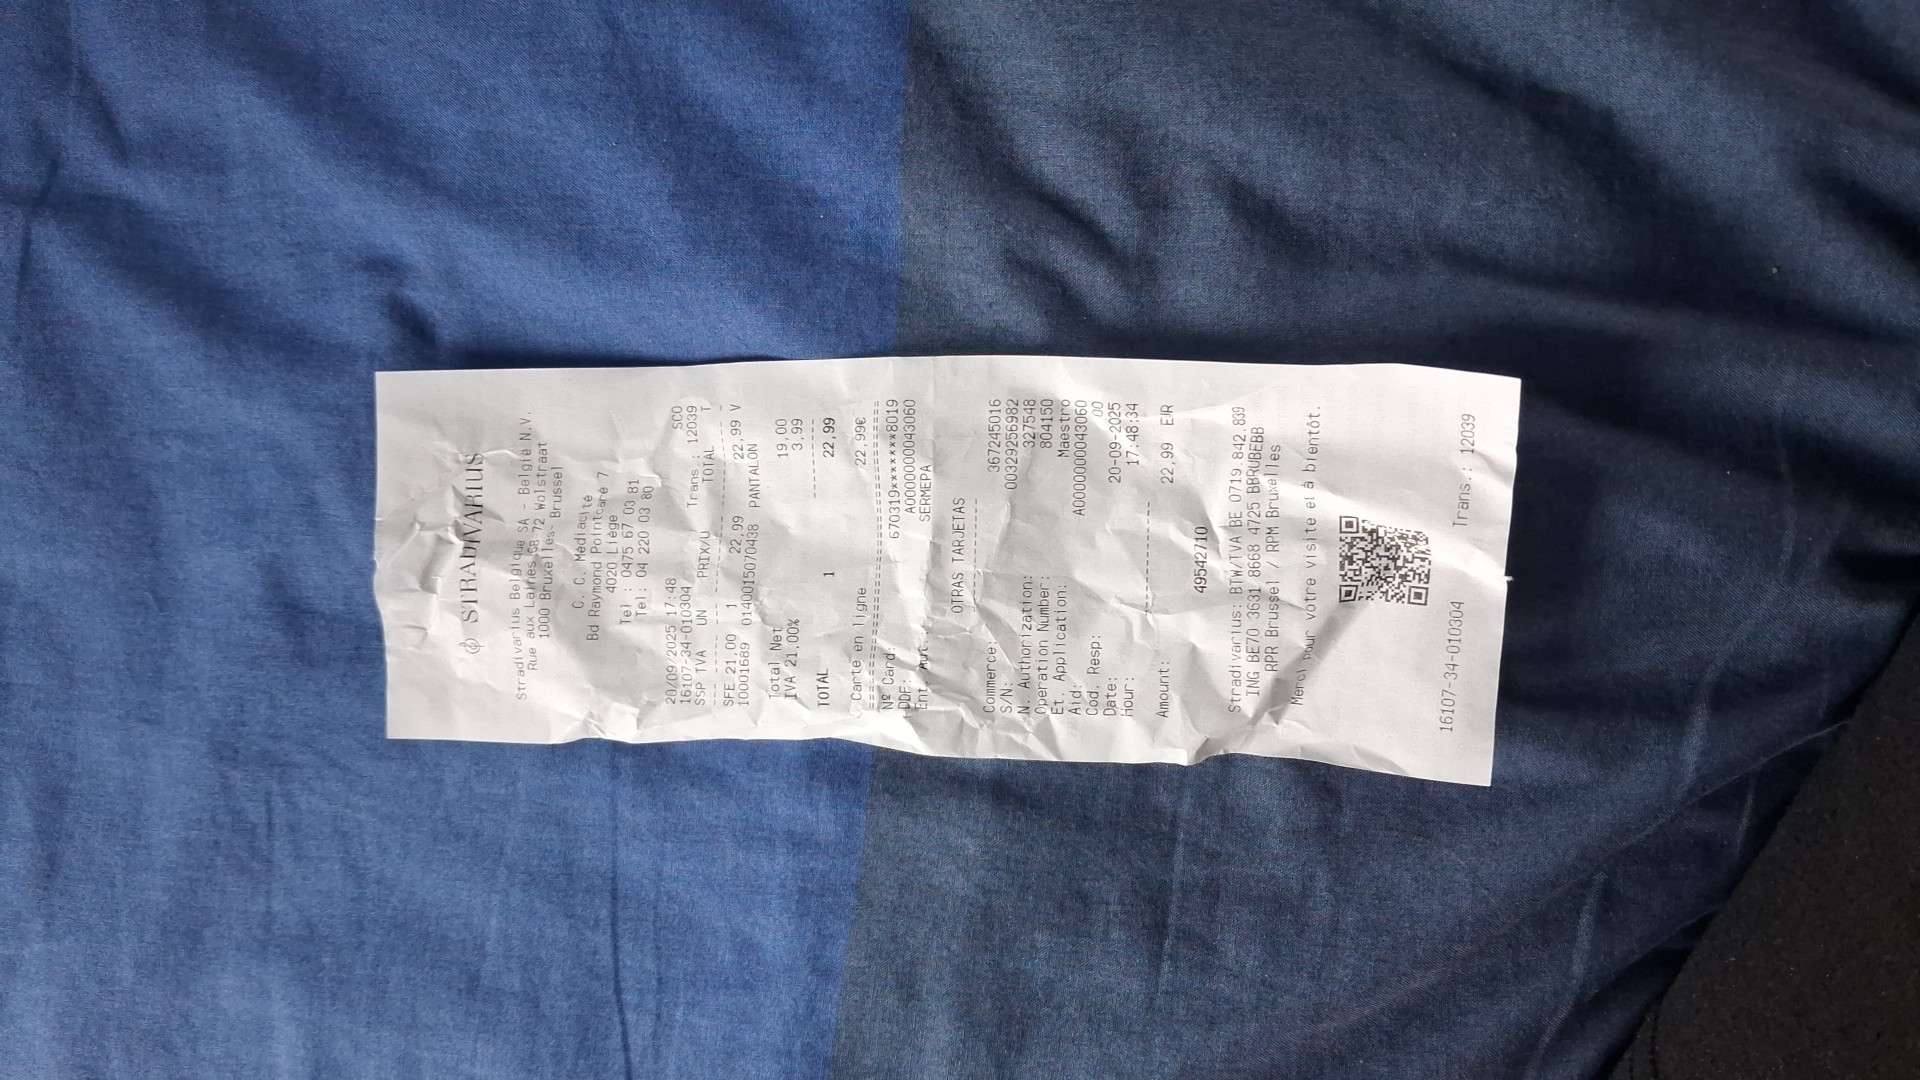 STRADIVARIUS
Stradivarius Belgique SA - België N.V.
Rue aux Laines 68-72 Wolstraat
1000 Bruxelles- Brussel
C. C. Médiacité
Bd Raymond Pointcaré 7
4020 Liège
Tel : 0475 67 03 81
Tel: 04 220 03 80
SCO
20/09/2025 17:48 Trans.: 12039
16107-34-010304
SSP TVA UN PRIX/U TOTAL T
SFE 21,00 1 22,99 22,99 V
10001689 0140015070438 PANTALON
Total Net 19,00
IVA 21,00% 3,99
TOTAL 1 22,99
Carte en ligne 22,99€
Nº Card: 670319*********8019
DDF: A0000000043060
Ent. Aut.: SERMEPA
OTRAS TARJETAS
Commerce: 367245016
S/N: 00329256982
N. Authorization: 327548
Operation Number: 804150
Et. Application: Maestro
Aid: A0000000043060
Cod. Resp: 00
Date: 20-09-2025
Hour: 17:48:34
Amount: 22,99 EUR
49542710
Stradivarius: BTW/TVA BE 0719 842 839
ING BE70 3631 8668 4725 BBRUBEBB
RPR Brussel / RPM Bruxelles
Merci pour votre visite et à bientôt.
16107-34-010304 Trans.: 12039